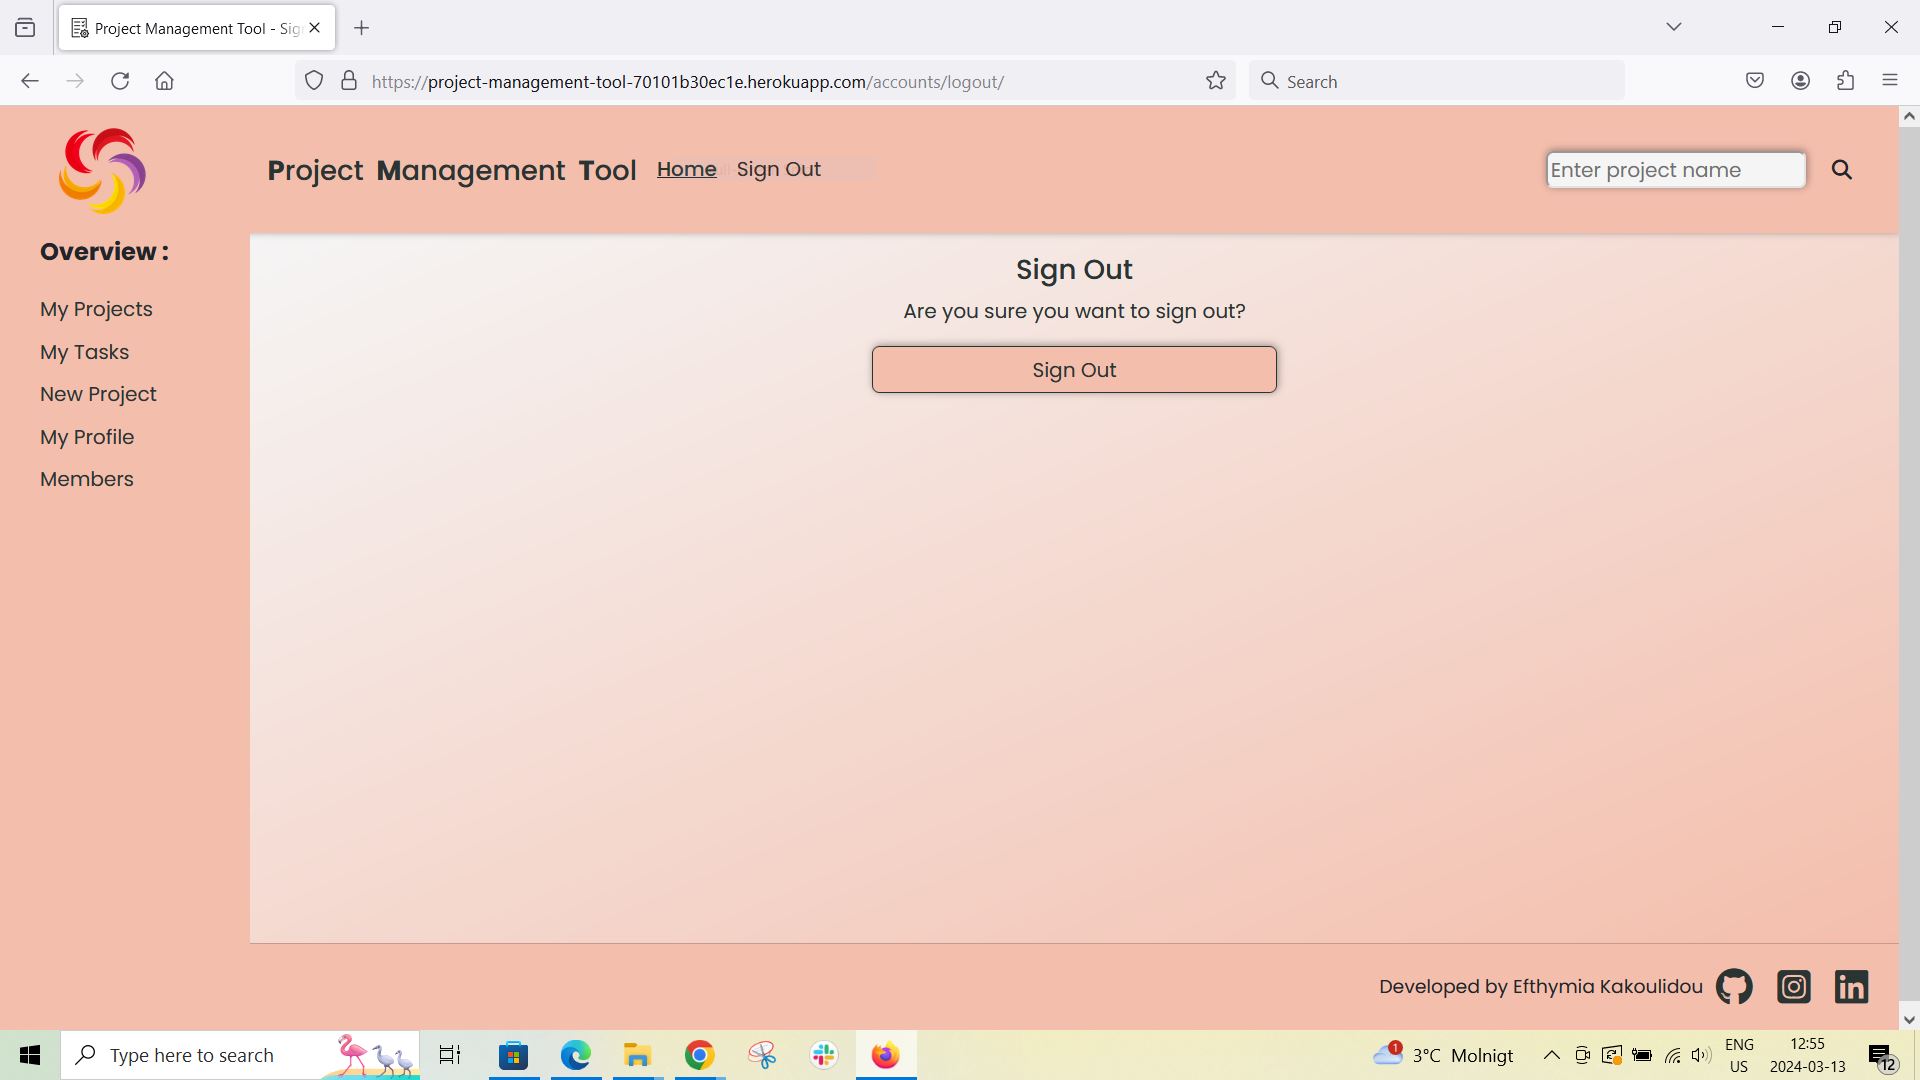 Project Management Tool - Sig
https://project-management-tool-70101b30ec1e.herokuapp.com/accounts/logout/
Search
Project Management Tool
Home
Sign Out
Enter project name
Overview :
My Projects
My Tasks
New Project
My Profile
Members
Sign Out
Are you sure you want to sign out?
Sign Out
Developed by Efthymia Kakoulidou
Type here to search
1
3°C Molnigt
ENG
US
12:55
2024-03-13
12